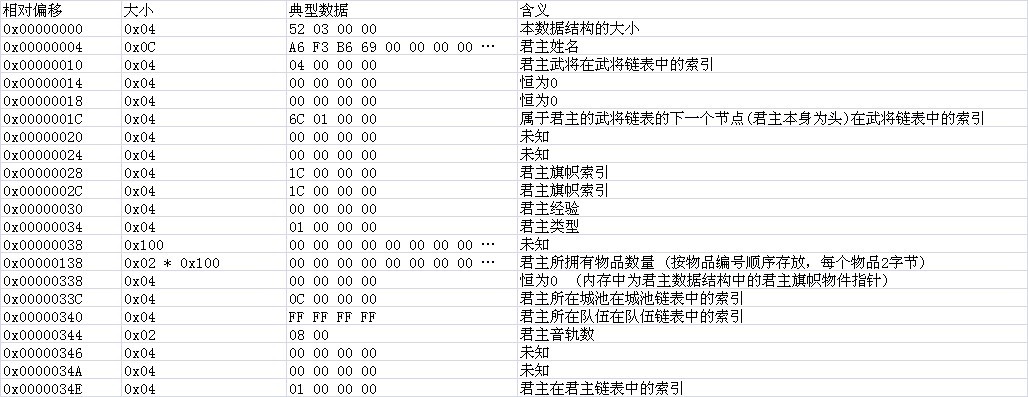 相对偏移 大小 典型数据 含义
0x00000000 0x04 52 03 00 00 本数据结构的大小
0x00000004 0x0C A6 F3 B6 69 00 00 00 00 … 君主姓名
0x00000010 0x04 04 00 00 00 君主武将在武将链表中的索引
0x00000014 0x04 00 00 00 00 恒为0
0x00000018 0x04 00 00 00 00 恒为0
0x0000001C 0x04 6C 01 00 00 属于君主的武将链表的下一个节点(君主本身为头)在武将链表中的索引
0x00000020 0x04 00 00 00 00 未知
0x00000024 0x04 00 00 00 00 未知
0x00000028 0x04 1C 00 00 00 君主旗帜索引
0x0000002C 0x04 1C 00 00 00 君主旗帜索引
0x00000030 0x04 00 00 00 00 君主经验
0x00000034 0x04 01 00 00 00 君主类型
0x00000038 0x100 00 00 00 00 00 00 00 00 … 未知
0x00000138 0x02 * 0x100 00 00 00 00 00 00 00 00 … 君主所拥有物品数量 (按物品编号顺序存放，每个物品2字节)
0x00000338 0x04 00 00 00 00 恒为0 （内存中为君主数据结构中的君主旗帜物件指针)
0x0000033C 0x04 0C 00 00 00 君主所在城池在城池链表中的索引
0x00000340 0x04 FF FF FF FF 君主所在队伍在队伍链表中的索引
0x00000344 0x02 08 00 君主音轨数
0x00000346 0x04 00 00 00 00 未知
0x0000034A 0x04 00 00 00 00 未知
0x0000034E 0x04 01 00 00 00 君主在君主链表中的索引